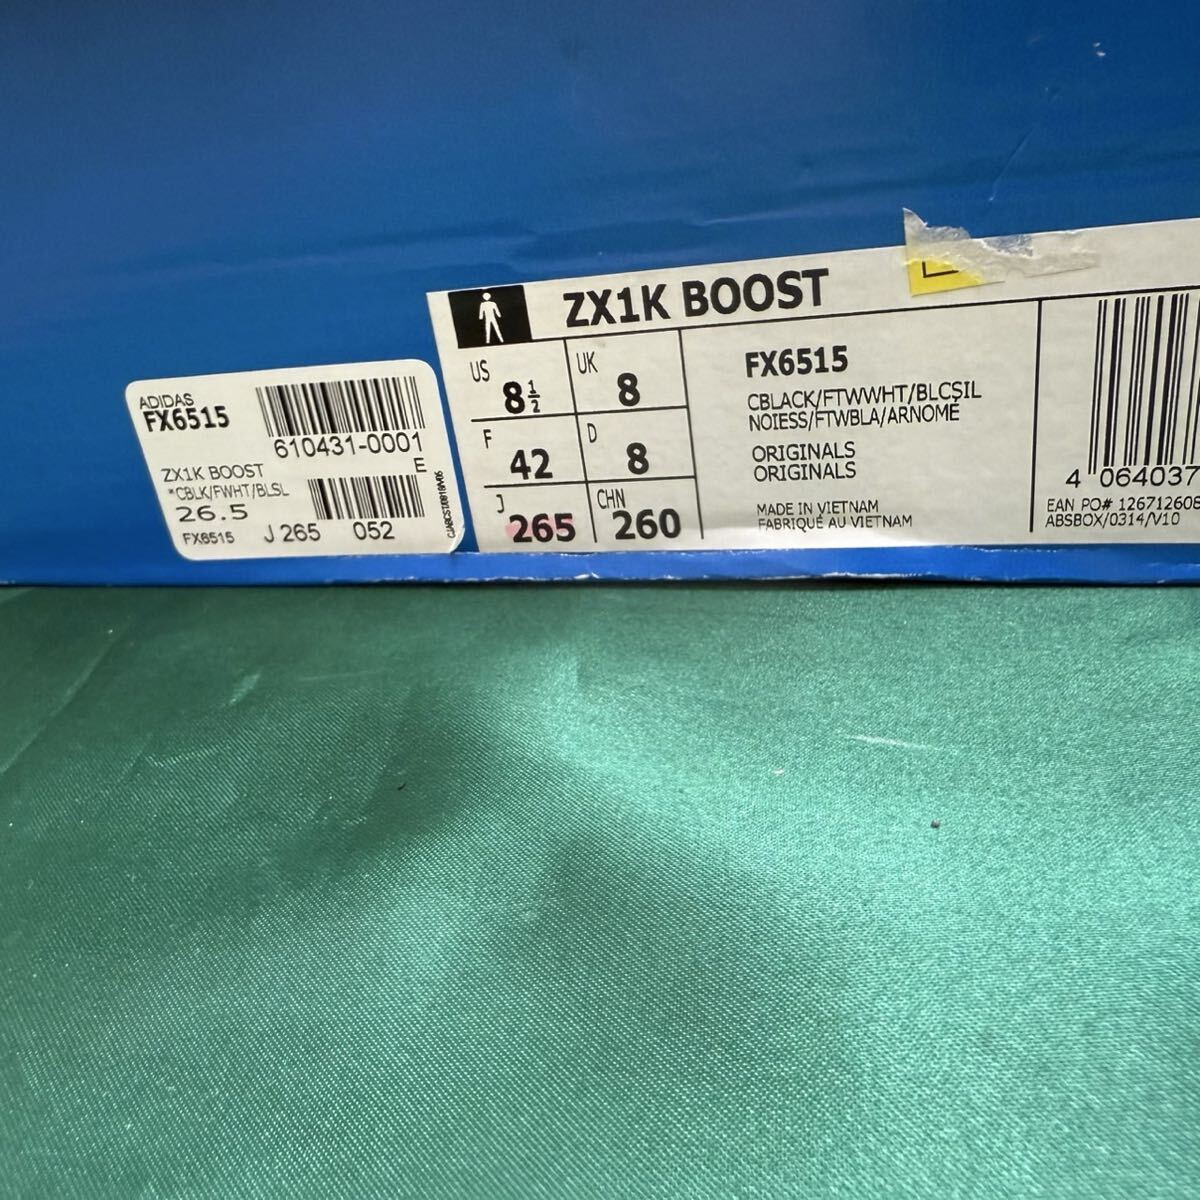 ADIDAS
FX6515
610431-0001
E
ZX1K BOOST
*CBLK/FWHT/BLSL
26.5
FX6515 J 265 052
ZX1K BOOST
US 8½ UK 8
F 42 D 8
J 265 CHN 260
FX6515
CBLACK/FTWWHT/BLCSIL
NOIESS/FTWBLA/ARNOME
ORIGINALS
ORIGINALS
MADE IN VIETNAM
FABRIQUÉ AU VIETNAM
4 064037
EAN PO# 12671260
ABSBOX/0314/V10